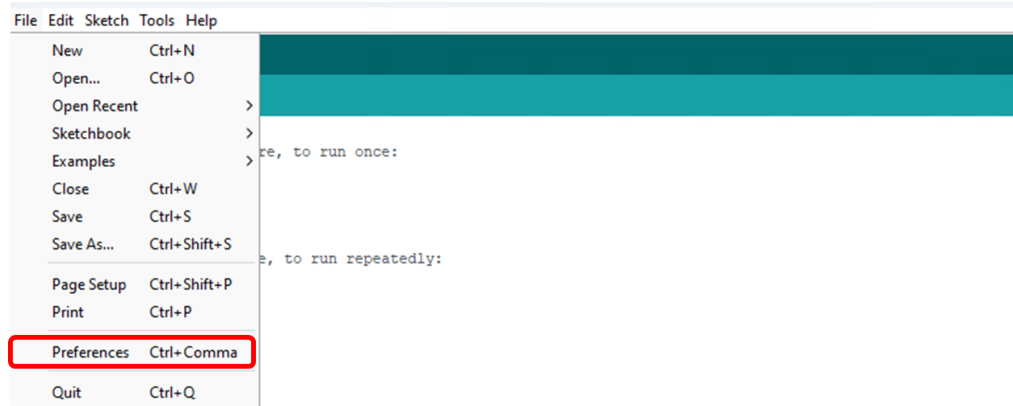 File Edit Sketch Tools Help
New Ctrl+N
Open... Ctrl+O
Open Recent
Sketchbook
re, to run once:
Examples
Close Ctrl+W
Save Ctrl+S
Save As... Ctrl+Shift+S
e, to run repeatedly:
Page Setup Ctrl+Shift+P
Print Ctrl+P
Preferences Ctrl+Comma
Quit Ctrl+Q